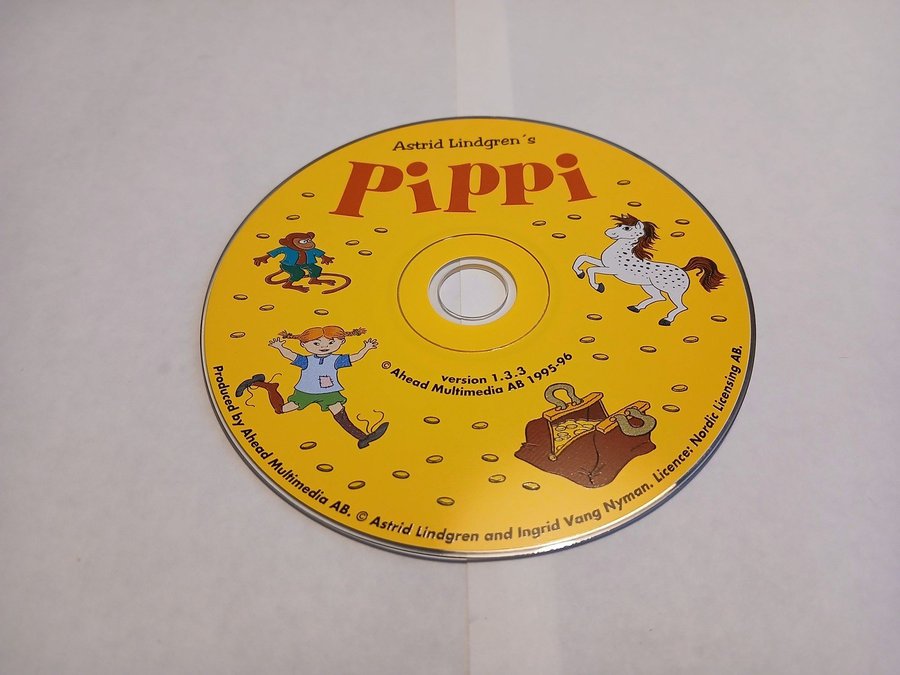 Astrid Lindgren´s
Pippi
version 1.3.3
© Ahead Multimedia AB 1995-96
Produced by Ahead Multimedia AB. © Astrid Lindgren and Ingrid Vang Nyman. Licence: Nordic Licensing AB.